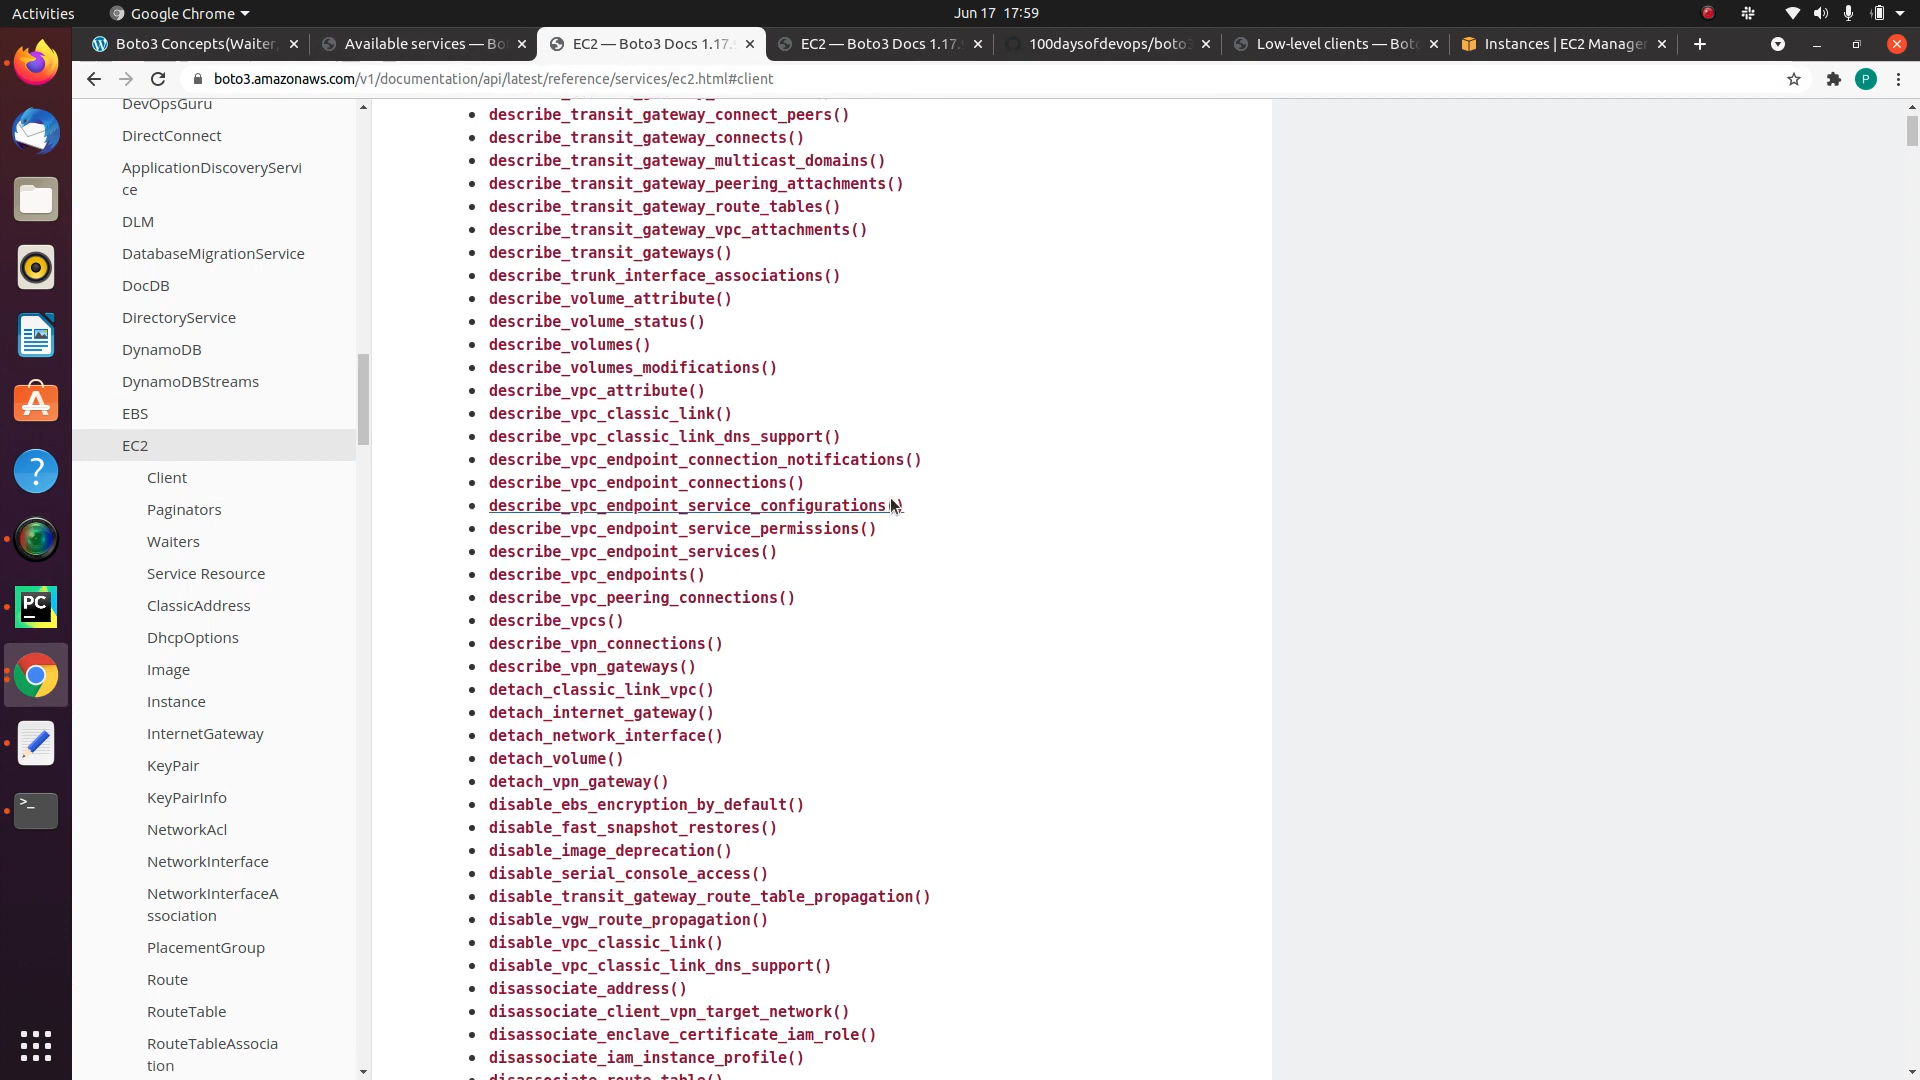 Activities
Google Chrome
Jun 17 17:59
Boto3 Concepts(Waiter,
Available services — Bo
EC2 — Boto3 Docs 1.17.
EC2 — Boto3 Docs 1.17.
100daysofdevops/boto3
Low-level clients — Bot
Instances | EC2 Manage
boto3.amazonaws.com/v1/documentation/api/latest/reference/services/ec2.html#client
P
PC
>_
?
DevOpsGuru
DirectConnect
ApplicationDiscoveryServi
ce
DLM
DatabaseMigrationService
DocDB
DirectoryService
DynamoDB
DynamoDBStreams
EBS
EC2
Client
Paginators
Waiters
Service Resource
ClassicAddress
DhcpOptions
Image
Instance
InternetGateway
KeyPair
KeyPairInfo
NetworkAcl
NetworkInterface
NetworkInterfaceA
ssociation
PlacementGroup
Route
RouteTable
RouteTableAssocia
tion
describe_transit_gateway_connect_peers()
describe_transit_gateway_connects()
describe_transit_gateway_multicast_domains()
describe_transit_gateway_peering_attachments()
describe_transit_gateway_route_tables()
describe_transit_gateway_vpc_attachments()
describe_transit_gateways()
describe_trunk_interface_associations()
describe_volume_attribute()
describe_volume_status()
describe_volumes()
describe_volumes_modifications()
describe_vpc_attribute()
describe_vpc_classic_link()
describe_vpc_classic_link_dns_support()
describe_vpc_endpoint_connection_notifications()
describe_vpc_endpoint_connections()
describe_vpc_endpoint_service_configurations()
describe_vpc_endpoint_service_permissions()
describe_vpc_endpoint_services()
describe_vpc_endpoints()
describe_vpc_peering_connections()
describe_vpcs()
describe_vpn_connections()
describe_vpn_gateways()
detach_classic_link_vpc()
detach_internet_gateway()
detach_network_interface()
detach_volume()
detach_vpn_gateway()
disable_ebs_encryption_by_default()
disable_fast_snapshot_restores()
disable_image_deprecation()
disable_serial_console_access()
disable_transit_gateway_route_table_propagation()
disable_vgw_route_propagation()
disable_vpc_classic_link()
disable_vpc_classic_link_dns_support()
disassociate_address()
disassociate_client_vpn_target_network()
disassociate_enclave_certificate_iam_role()
disassociate_iam_instance_profile()
disassociate_route_table()